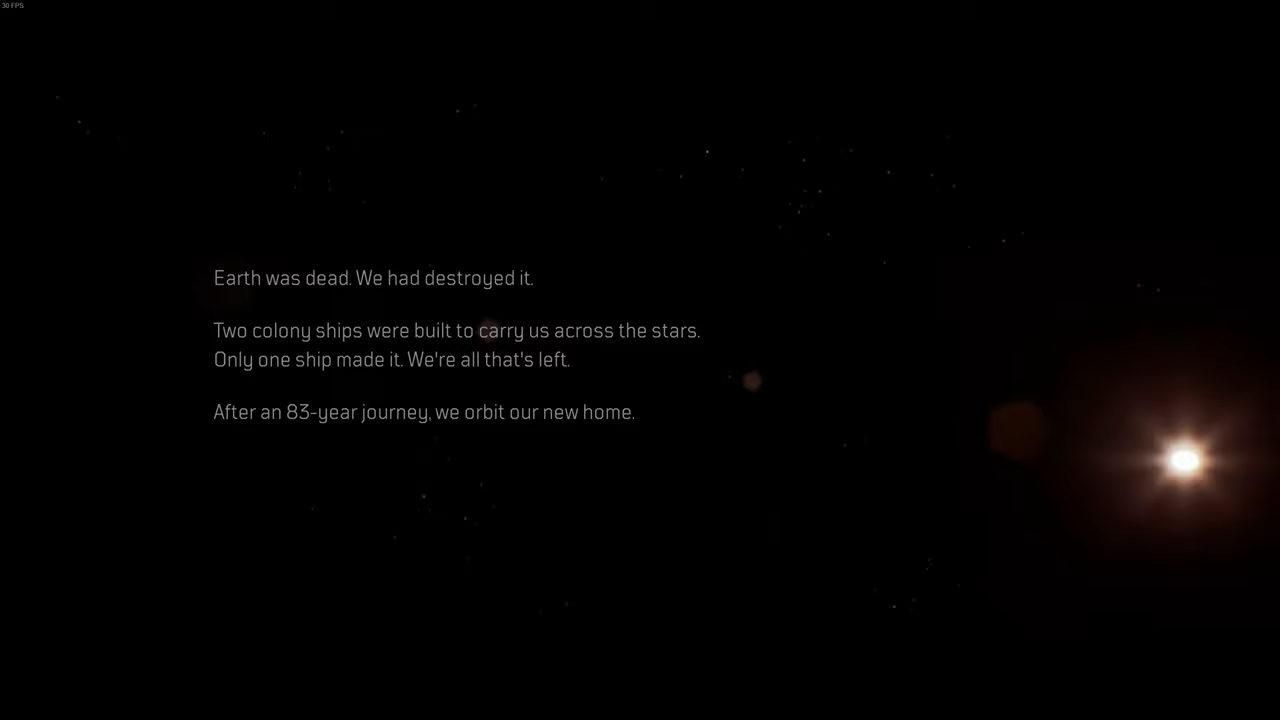 30 FPS
Earth was dead. We had destroyed it.
Two colony ships were built to carry us across the stars.
Only one ship made it. We're all that's left.
After an 83-year journey, we orbit our new home.